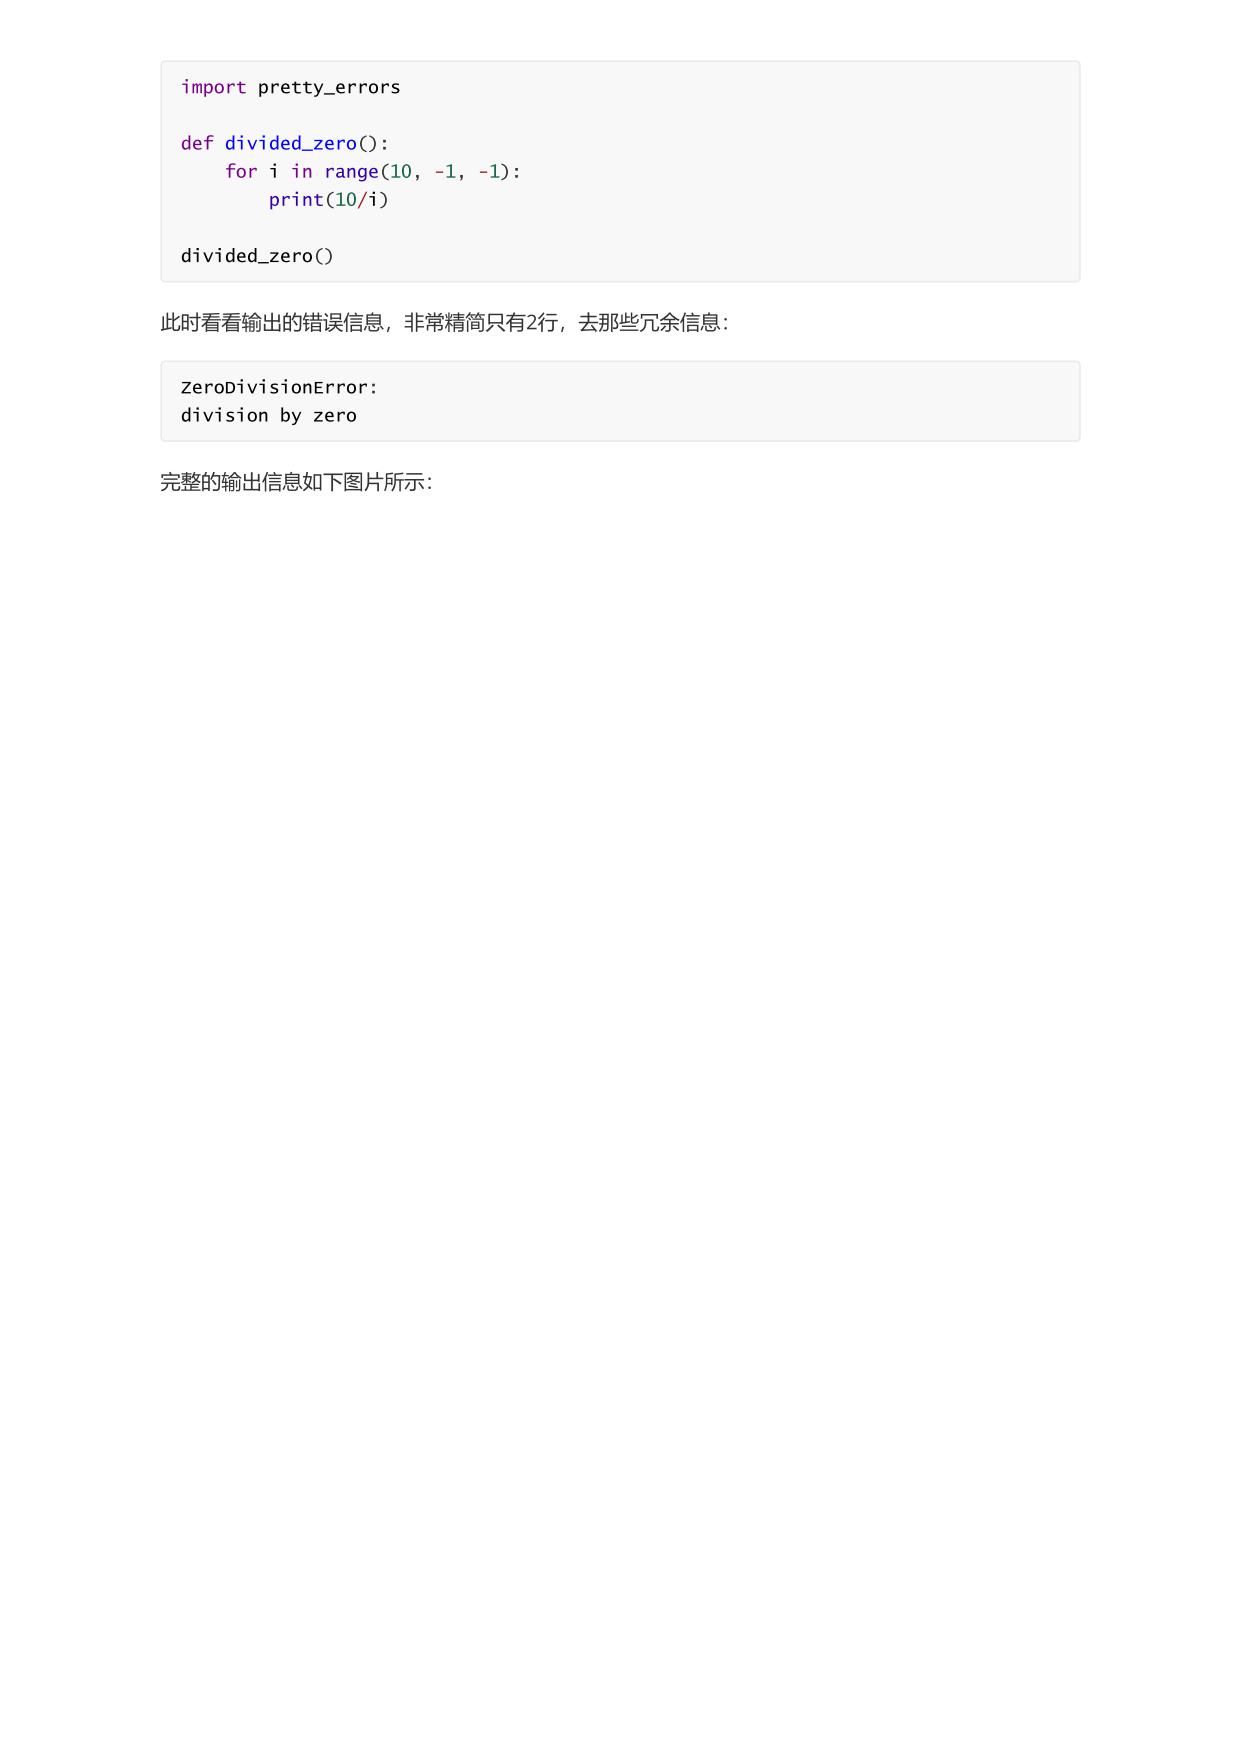 import pretty_errors
def divided_zero():
    for i in range(10, -1, -1):
        print(10/i)
divided_zero()
此时看看输出的错误信息，非常精简只有2行，去那些冗余信息：
ZeroDivisionError:
division by zero
完整的输出信息如下图片所示：